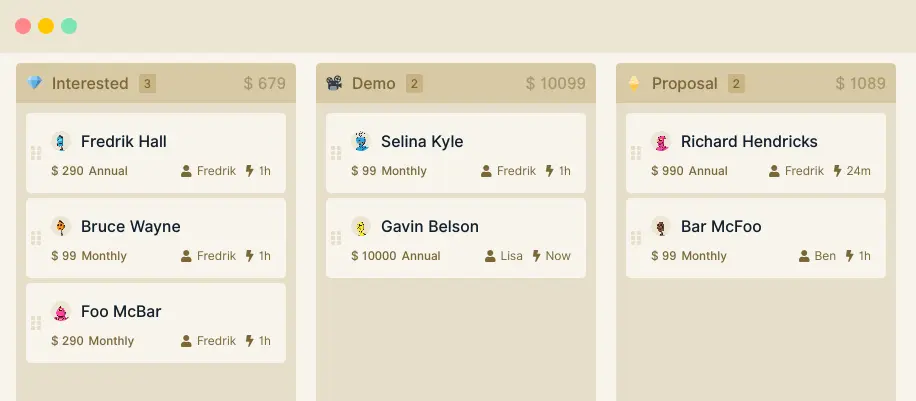 Interested 3 $ 679
Fredrik Hall
$ 290 Annual Fredrik 1h
Bruce Wayne
$ 99 Monthly Fredrik 1h
Foo McBar
$ 290 Monthly Fredrik 1h
Demo 2 $ 10099
Selina Kyle
$ 99 Monthly Fredrik 1h
Gavin Belson
$ 10000 Annual Lisa Now
Proposal 2 $ 1089
Richard Hendricks
$ 990 Annual Fredrik 24m
Bar McFoo
$ 99 Monthly Ben 1h